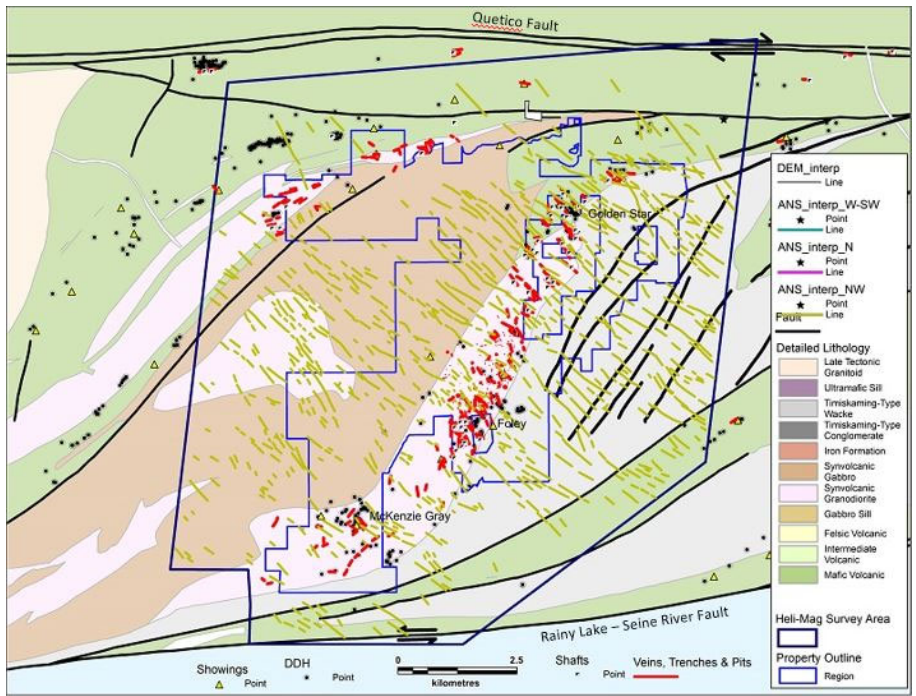 Quetico Fault
Golden Star
Foley
McKenzie Gray
Rainy Lake – Seine River Fault
DEM_interp
Line
ANS_interp_W-SW
Point
Line
ANS_interp_N
Point
Line
ANS_interp_NW
Point
Line
Fault
Detailed Lithology
Late Tectonic
Granitoid
Ultramafic Sill
Timiskaming-Type
Wacke
Timiskaming-Type
Conglomerate
Iron Formation
Synvolcanic
Gabbro
Synvolcanic
Granodiorite
Gabbro Sill
Felsic Volcanic
Intermediate
Volcanic
Mafic Volcanic
Heli-Mag Survey Area
Property Outline
Region
Showings
Point
DDH
Point
0 2.5
kilometres
Shafts
Point
Veins, Trenches & Pits